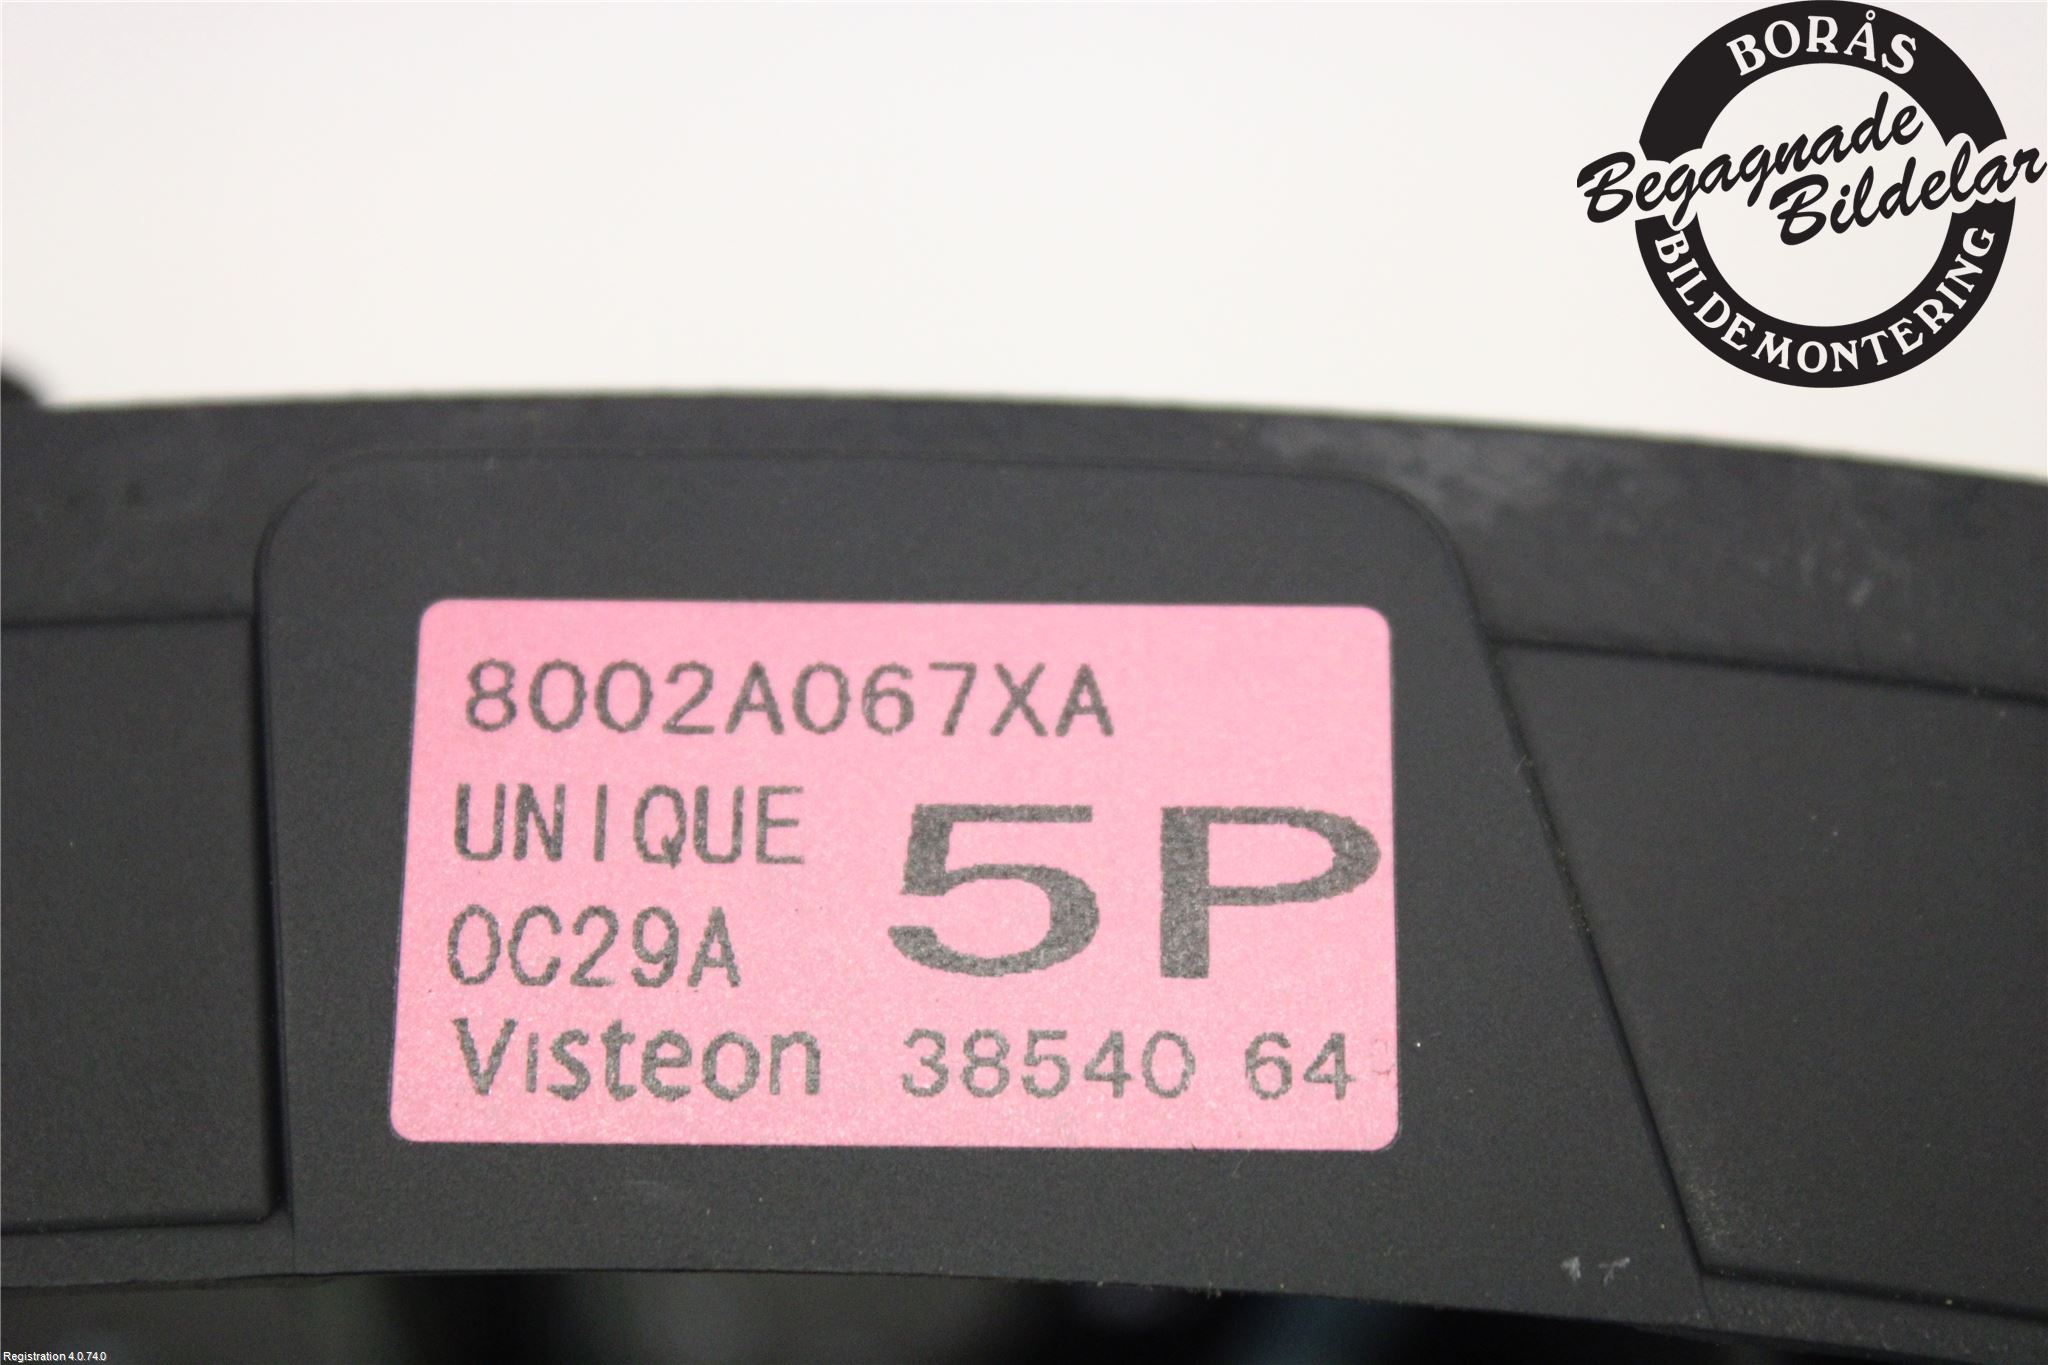 BORÅS
Begagnade
Bildelar
BILDEMONTERING
8002A067XA
UNIQUE
5P
0C29A
Visteon 38540 64
Registration 4.0.74.0